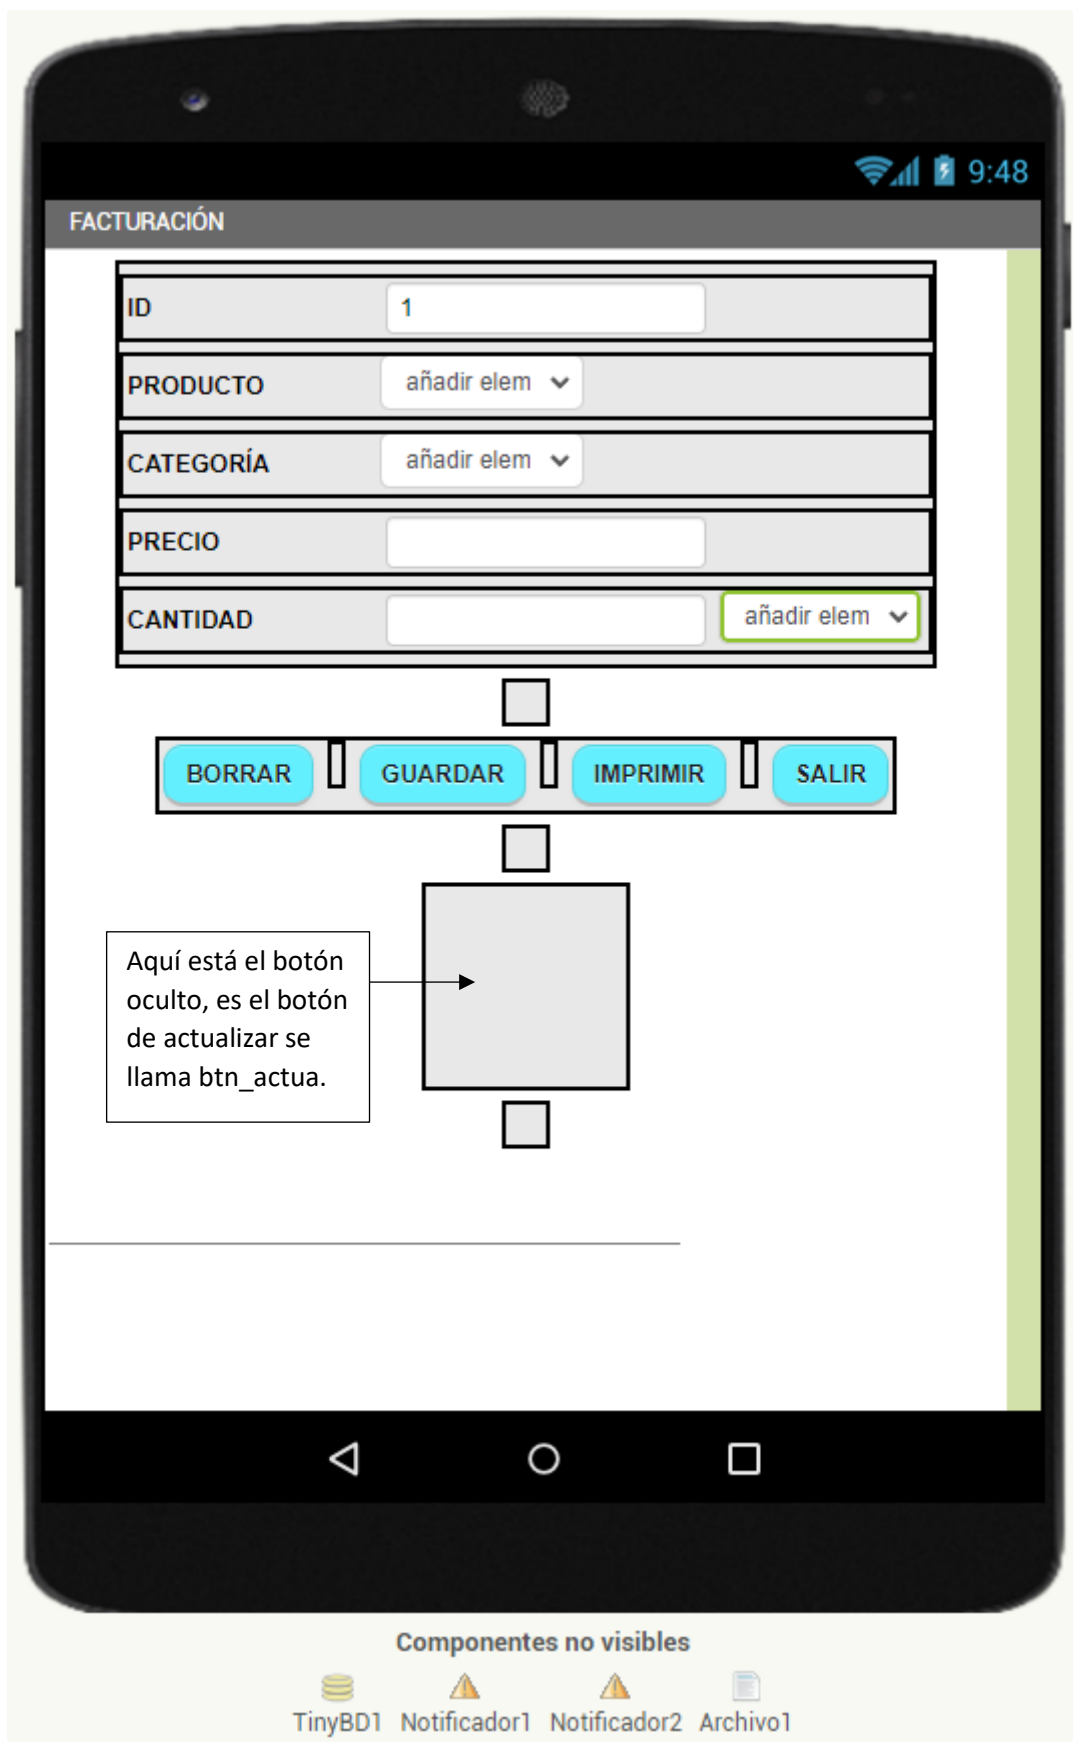 9:48
FACTURACIÓN
ID 1
PRODUCTO añadir elem
CATEGORÍA añadir elem
PRECIO
CANTIDAD añadir elem
BORRAR GUARDAR IMPRIMIR SALIR
Aquí está el botón
oculto, es el botón
de actualizar se
llama btn_actua.
Componentes no visibles
TinyBD1 Notificador1 Notificador2 Archivo1